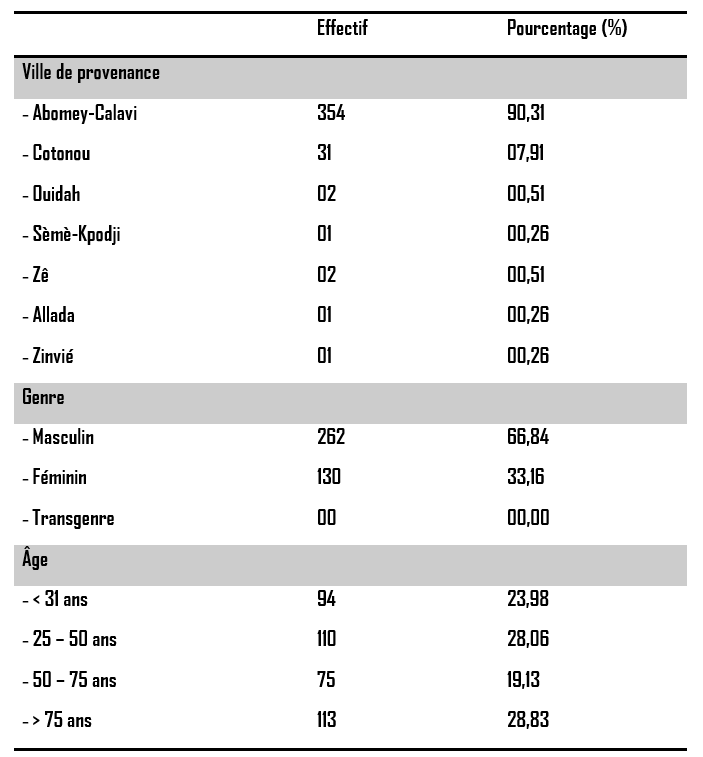 Effectif Pourcentage (%)
Ville de provenance
- Abomey-Calavi 354 90,31
- Cotonou 31 07,91
- Ouidah 02 00,51
- Sèmè-Kpodji 01 00,26
- Zê 02 00,51
- Allada 01 00,26
- Zinvié 01 00,26
Genre
- Masculin 262 66,84
- Féminin 130 33,16
- Transgenre 00 00,00
Âge
- < 31 ans 94 23,98
- 25 – 50 ans 110 28,06
- 50 – 75 ans 75 19,13
- > 75 ans 113 28,83